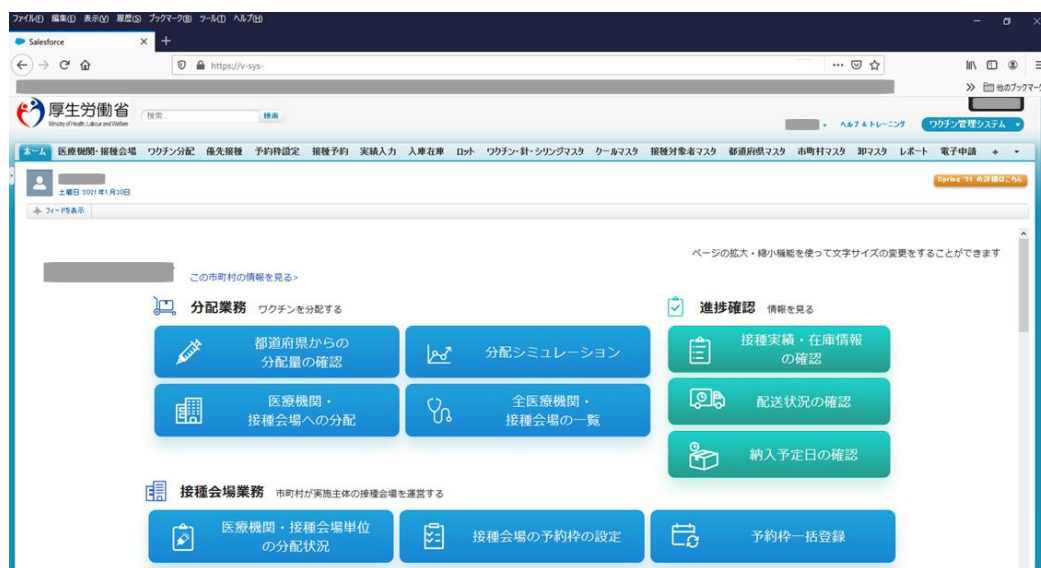 ファイル(F) 編集(E) 表示(V) 履歴(S) ブックマーク(B) ツール(T) ヘルプ(H)
Salesforce
https://v-sys-
他のブックマーク
厚生労働省
Ministry of Health, Labour and Welfare
検索...
検索
ヘルプ & トレーニング
ワクチン管理システム
ホーム 医療機関・接種会場 ワクチン分配 優先接種 予約枠設定 接種予約 実績入力 入庫在庫 ロット ワクチン・針・シリンジマスタ クールマスタ 接種対象者マスタ 都道府県マスタ 市町村マスタ 卸マスタ レポート 電子申請 +
土曜日 2021年1月30日
Spring '21 の詳細はこちら
フィードを表示
ページの拡大・縮小機能を使って文字サイズの変更をすることができます
この市町村の情報を見る>
分配業務 ワクチンを分配する
都道府県からの
分配量の確認
分配シミュレーション
医療機関・
接種会場への分配
全医療機関・
接種会場の一覧
進捗確認 情報を見る
接種実績・在庫情報
の確認
配送状況の確認
納入予定日の確認
接種会場業務 市町村が実施主体の接種会場を運営する
医療機関・接種会場単位
の分配状況
接種会場の予約枠の設定
予約枠一括登録